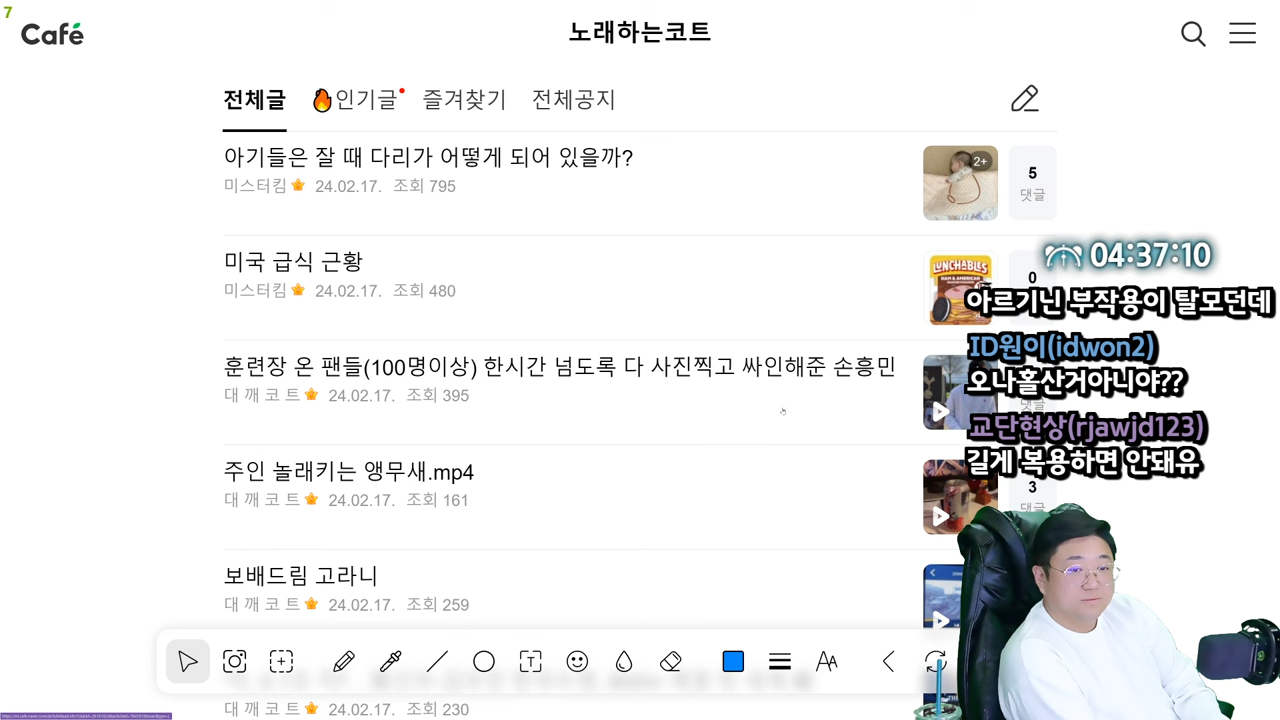 7
Café
노래하는코트
전체글
🔥인기글
즐겨찾기
전체공지
아기들은 잘 때 다리가 어떻게 되어 있을까?
미스터킴 24.02.17. 조회 795
2+
5
댓글
미국 급식 근황
미스터킴 24.02.17. 조회 480
LUNCHABLES
0
훈련장 온 팬들(100명이상) 한시간 넘도록 다 사진찍고 싸인해준 손흥민
대 깨 코 트 24.02.17. 조회 395
댓글
주인 놀래키는 앵무새.mp4
대 깨 코 트 24.02.17. 조회 161
3
댓글
보배드림 고라니
대 깨 코 트 24.02.17. 조회 259
대 깨 코 트 24.02.17. 조회 230
04:37:10
아르기닌 부작용이 탈모던데
ID원이(idwon2)
오나홀산거아니야??
교단현상(rjawjd123)
길게 복용하면 안돼유